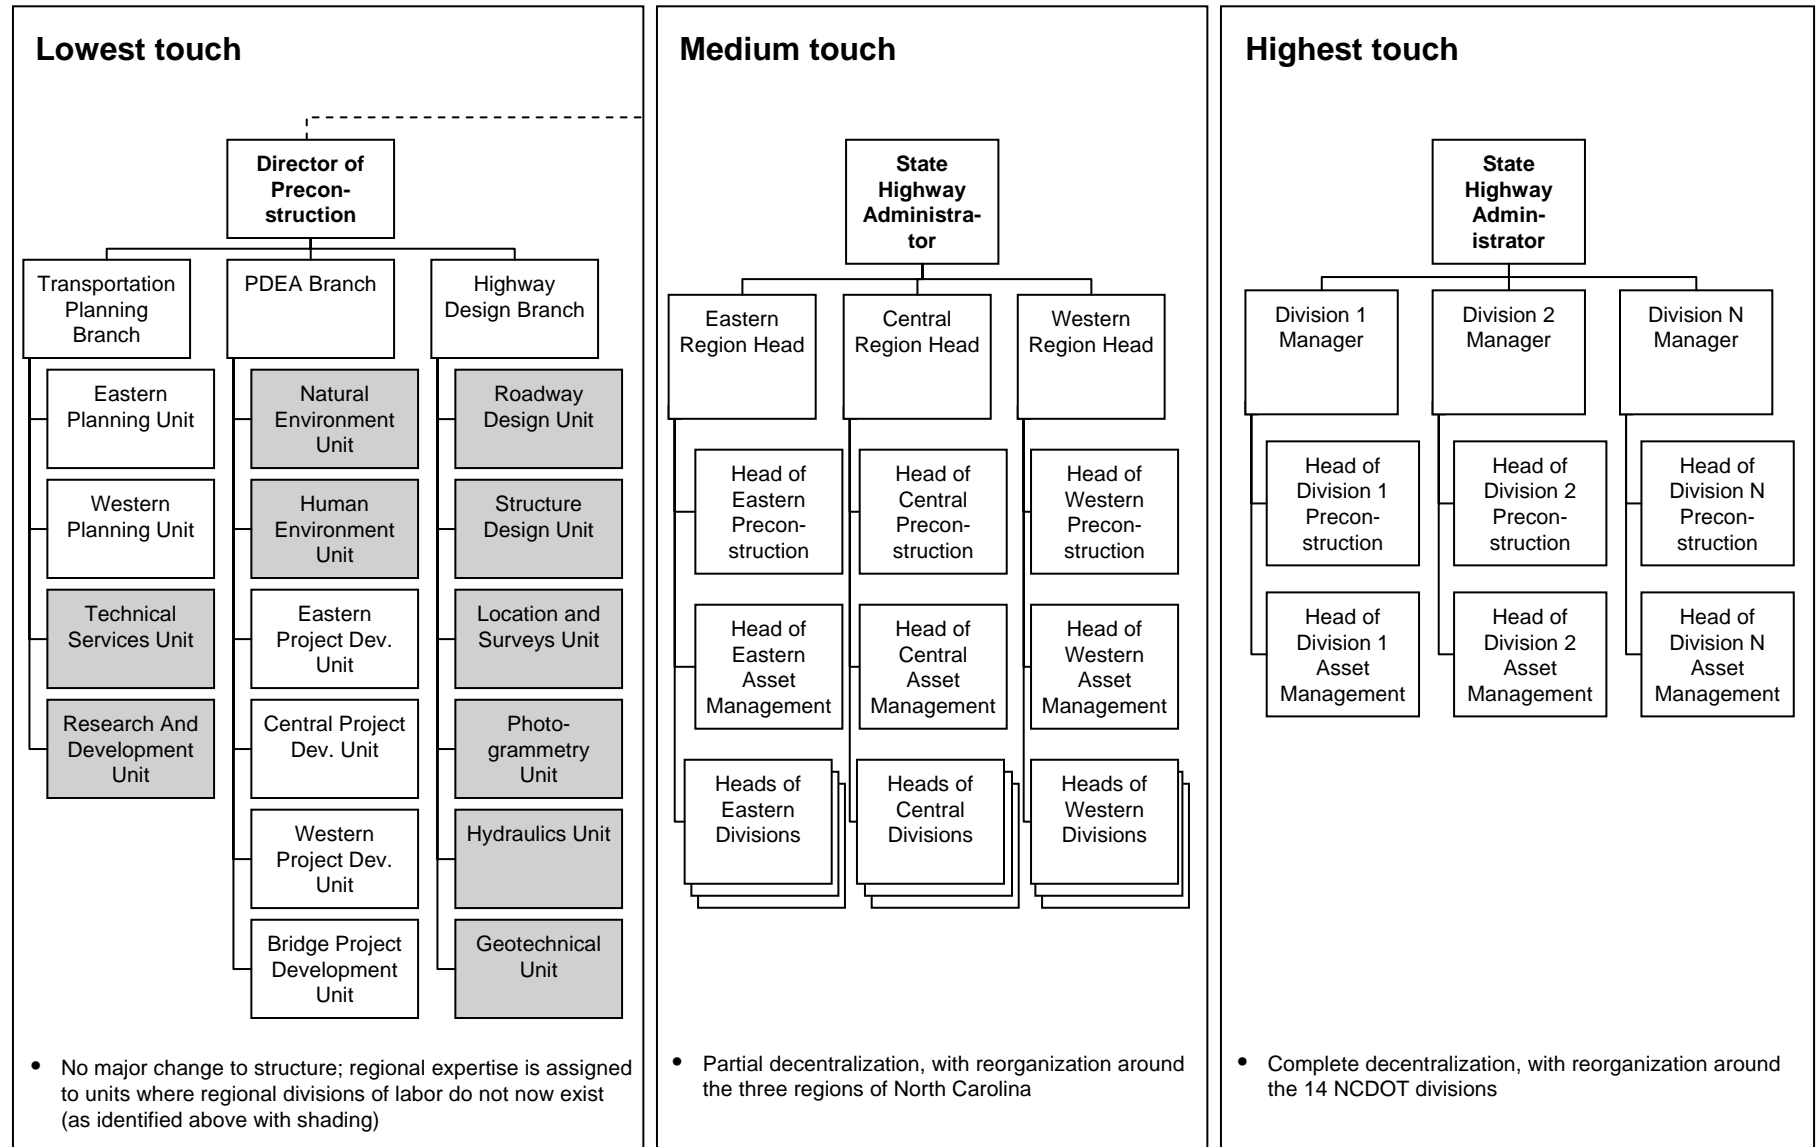 Lowest touch
Director of
Precon-
struction
Transportation
Planning
Branch
PDEA Branch
Highway
Design Branch
Eastern
Planning Unit
Western
Planning Unit
Technical
Services Unit
Research And
Development
Unit
Natural
Environment
Unit
Human
Environment
Unit
Eastern
Project Dev.
Unit
Central Project
Dev. Unit
Western
Project Dev.
Unit
Bridge Project
Development
Unit
Roadway
Design Unit
Structure
Design Unit
Location and
Surveys Unit
Photo-
grammetry
Unit
Hydraulics Unit
Geotechnical
Unit
• No major change to structure; regional expertise is assigned
to units where regional divisions of labor do not now exist
(as identified above with shading)
Medium touch
State
Highway
Administra-
tor
Eastern
Region Head
Central
Region Head
Western
Region Head
Head of
Eastern
Precon-
struction
Head of
Central
Precon-
struction
Head of
Western
Precon-
struction
Head of
Eastern
Asset
Management
Head of
Central
Asset
Management
Head of
Western
Asset
Management
Heads of
Eastern
Divisions
Heads of
Central
Divisions
Heads of
Western
Divisions
• Partial decentralization, with reorganization around
the three regions of North Carolina
Highest touch
State
Highway
Admin-
istrator
Division 1
Manager
Division 2
Manager
Division N
Manager
Head of
Division 1
Precon-
struction
Head of
Division 2
Precon-
struction
Head of
Division N
Precon-
struction
Head of
Division 1
Asset
Management
Head of
Division 2
Asset
Management
Head of
Division N
Asset
Management
• Complete decentralization, with reorganization around
the 14 NCDOT divisions